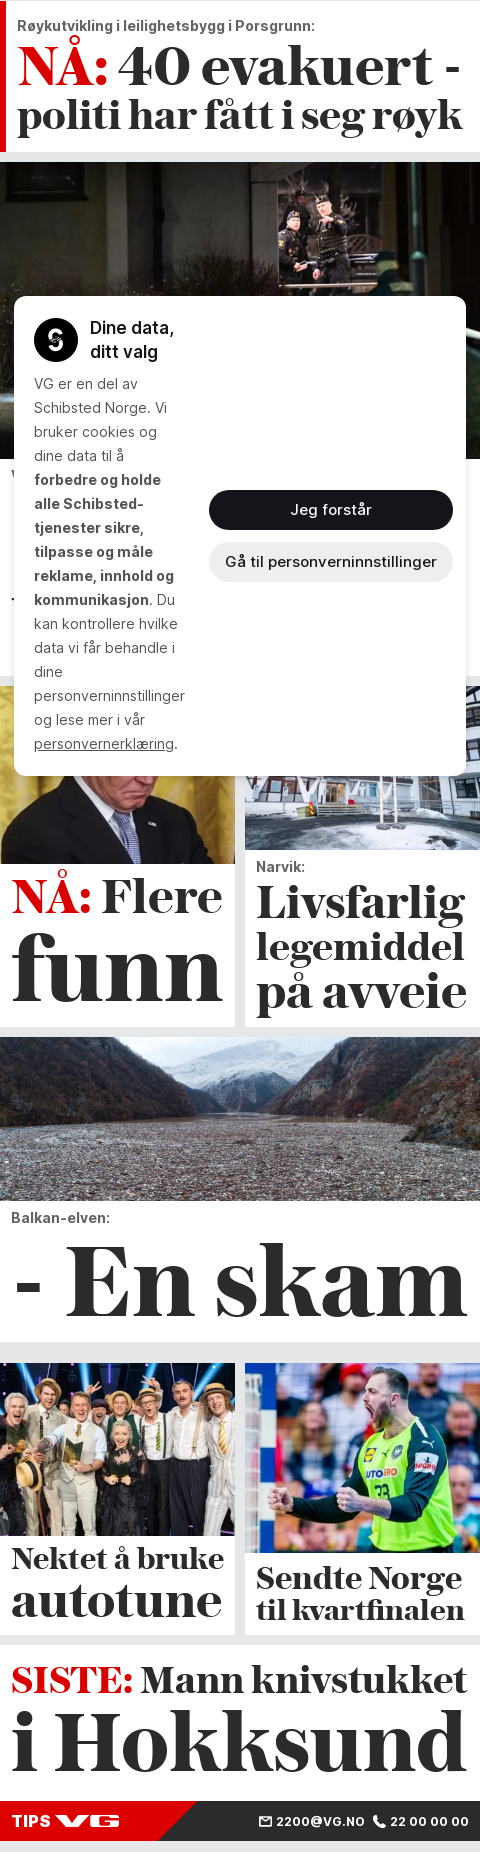 Røykutvikling i leilighetsbygg i Porsgrunn:
NÅ: 40 evakuert -
politi har fått i seg røyk
Dine data,
ditt valg
VG er en del av
Schibsted Norge. Vi
bruker cookies og
dine data til å
forbedre og holde
alle Schibsted-
tjenester sikre,
tilpasse og måle
reklame, innhold og
kommunikasjon. Du
kan kontrollere hvilke
data vi får behandle i
dine
personverninnstillinger
og lese mer i vår
personvernerklæring.
Jeg forstår
Gå til personverninnstillinger
NÅ: Flere
funn
Narvik:
Livsfarlig
legemiddel
på avveie
Balkan-elven:
- En skam
Nektet å bruke
autotune
AUTOHERO
33
Sendte Norge
til kvartfinalen
SISTE: Mann knivstukket
i Hokksund
TIPS VG
2200@VG.NO
22 00 00 00